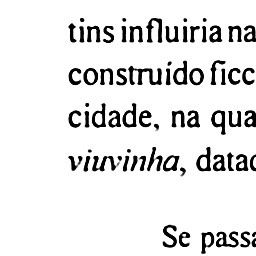 tins influiria na
construído ficc
cidade, na qua
viuvinha, datad
Se passa